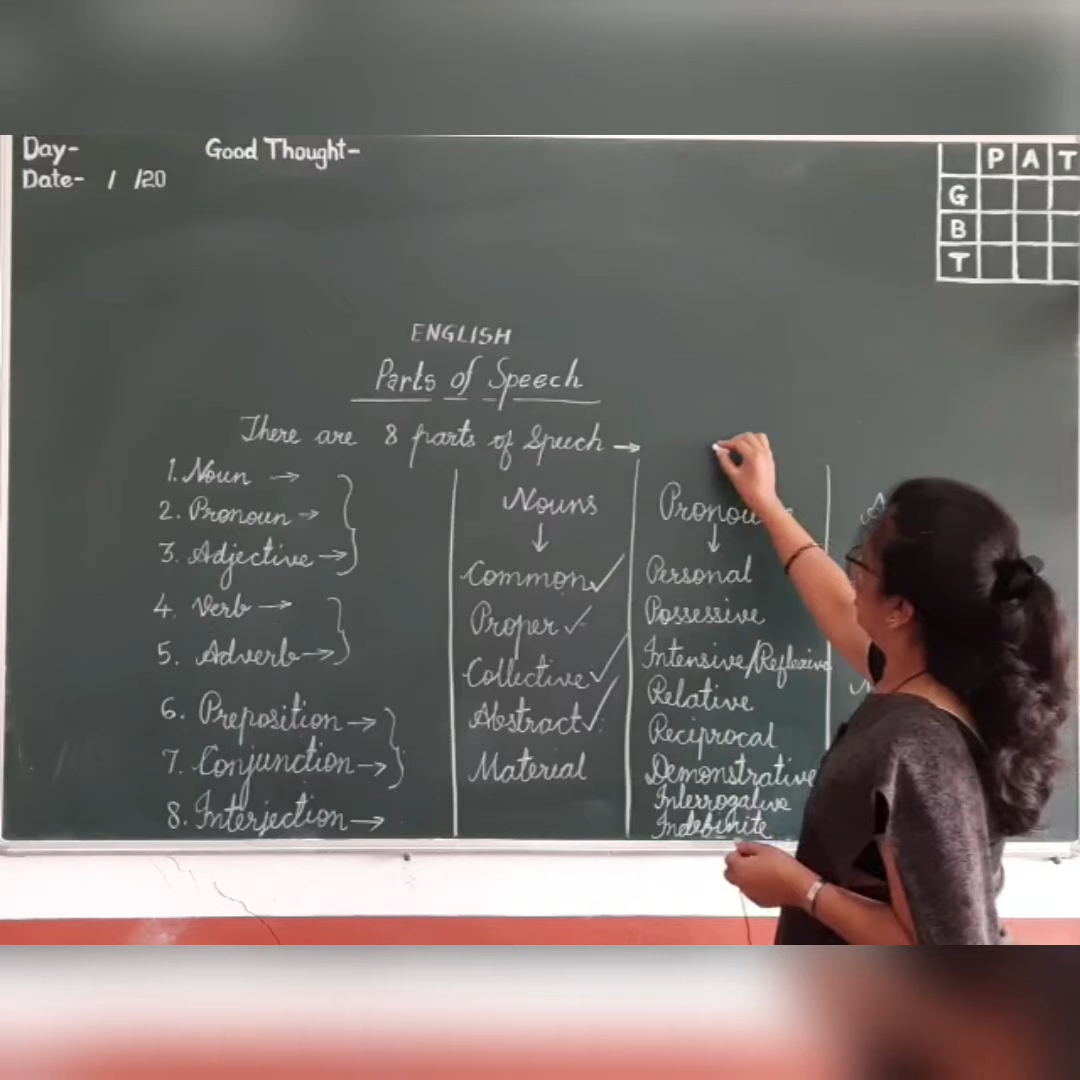 Day-
Good Thought-
Date- / /20
P A T
G
B
T
ENGLISH
Parts of Speech
There are 8 parts of Speech →
1. Noun →
2. Pronoun →
3. Adjective →
4. Verb →
5. Adverb →
6. Preposition →
7. Conjunction →
8. Interjection →
Nouns
↓
Common ✓
Proper ✓
Collective ✓
Abstract ✓
Material
↓
Personal
Possessive
Intensive/Reflexive
Relative
Reciprocal
Demonstrative
Interrogative
Indefinite